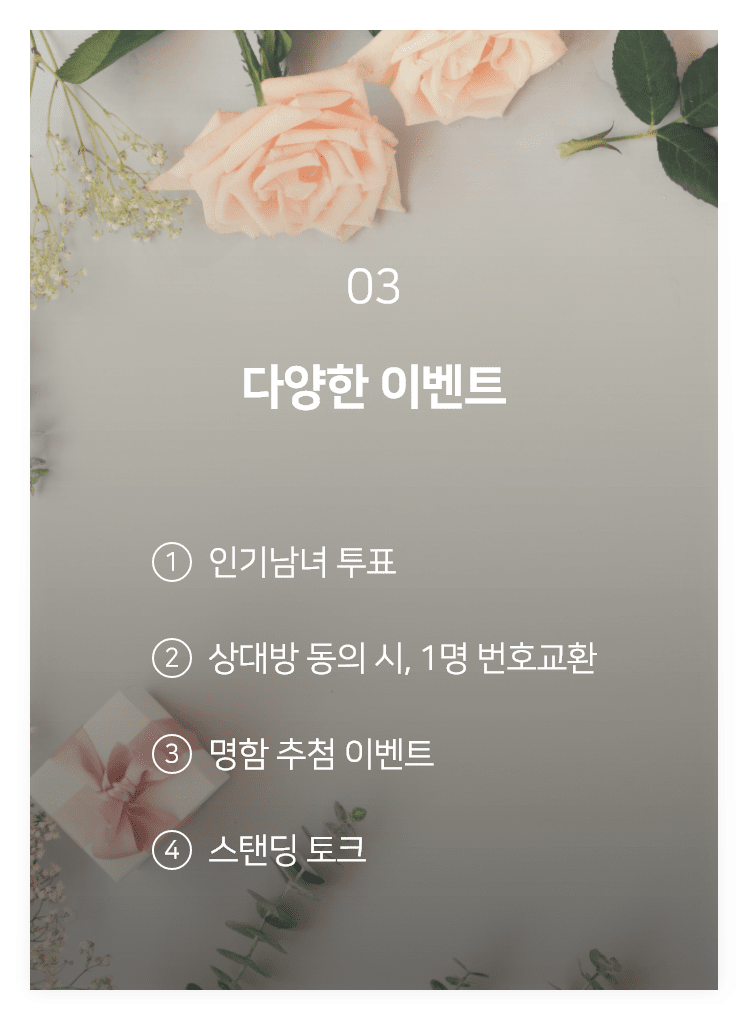 03
다양한 이벤트
① 인기남녀 투표
② 상대방 동의 시, 1명 번호교환
③ 명함 추첨 이벤트
④ 스탠딩 토크